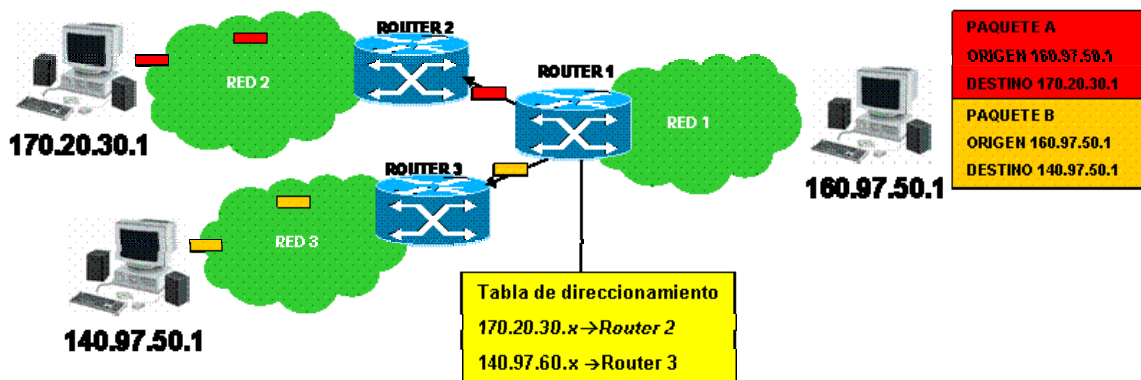 ROUTER 2
ROUTER 1
RED 2
RED 1
170.20.30.1
ROUTER 3
160.97.50.1
RED 3
140.97.50.1
PAQUETE A
ORIGEN 160.97.50.1
DESTINO 170.20.30.1
PAQUETE B
ORIGEN 160.97.50.1
DESTINO 140.97.50.1
Tabla de direccionamiento
170.20.30.x→Router 2
140.97.60.x →Router 3